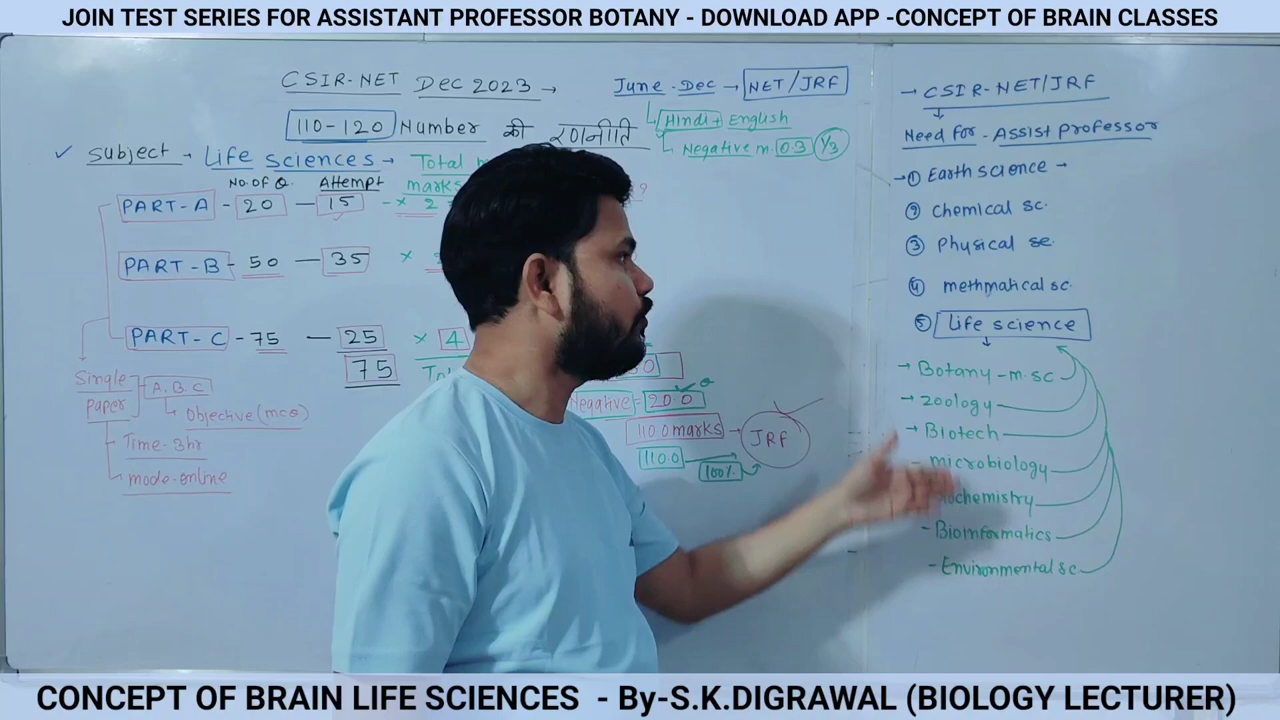 JOIN TEST SERIES FOR ASSISTANT PROFESSOR BOTANY - DOWNLOAD APP -CONCEPT OF BRAIN CLASSES
CSIR-NET Dec 2023 →
June - Dec → NET/JRF
Hindi + English
Negative m. 0.3 1/3
110-120 Number की रणनीति
✓ Subject → Life sciences → Total
marks
No. of Q. Attempt
PART-A - 20 — 15 - × 2
PART-B - 50 — 35 ×
PART-C - 75 — 25 × 4
75
Single Paper
A, B, C
Objective (mcq)
Time-3hr
mode-online
Negative = 20.0
110.0 marks → JRF
110.0
100%
→ CSIR-NET/JRF
Need for - Assist professor
→ ① Earth science →
② chemical sc.
③ Physical se.
④ methmatical sc.
⑤ Life science
→ Botany - m.sc
→ zoology
→ Biotech
- microbiology
- Bioinformatics
- Environmental sc
CONCEPT OF BRAIN LIFE SCIENCES - By-S.K.DIGRAWAL (BIOLOGY LECTURER)